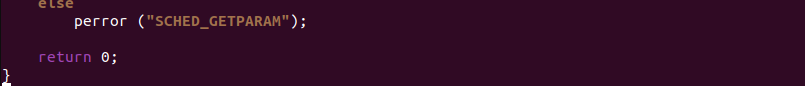 else
perror ("SCHED_GETPARAM");
return 0;
}